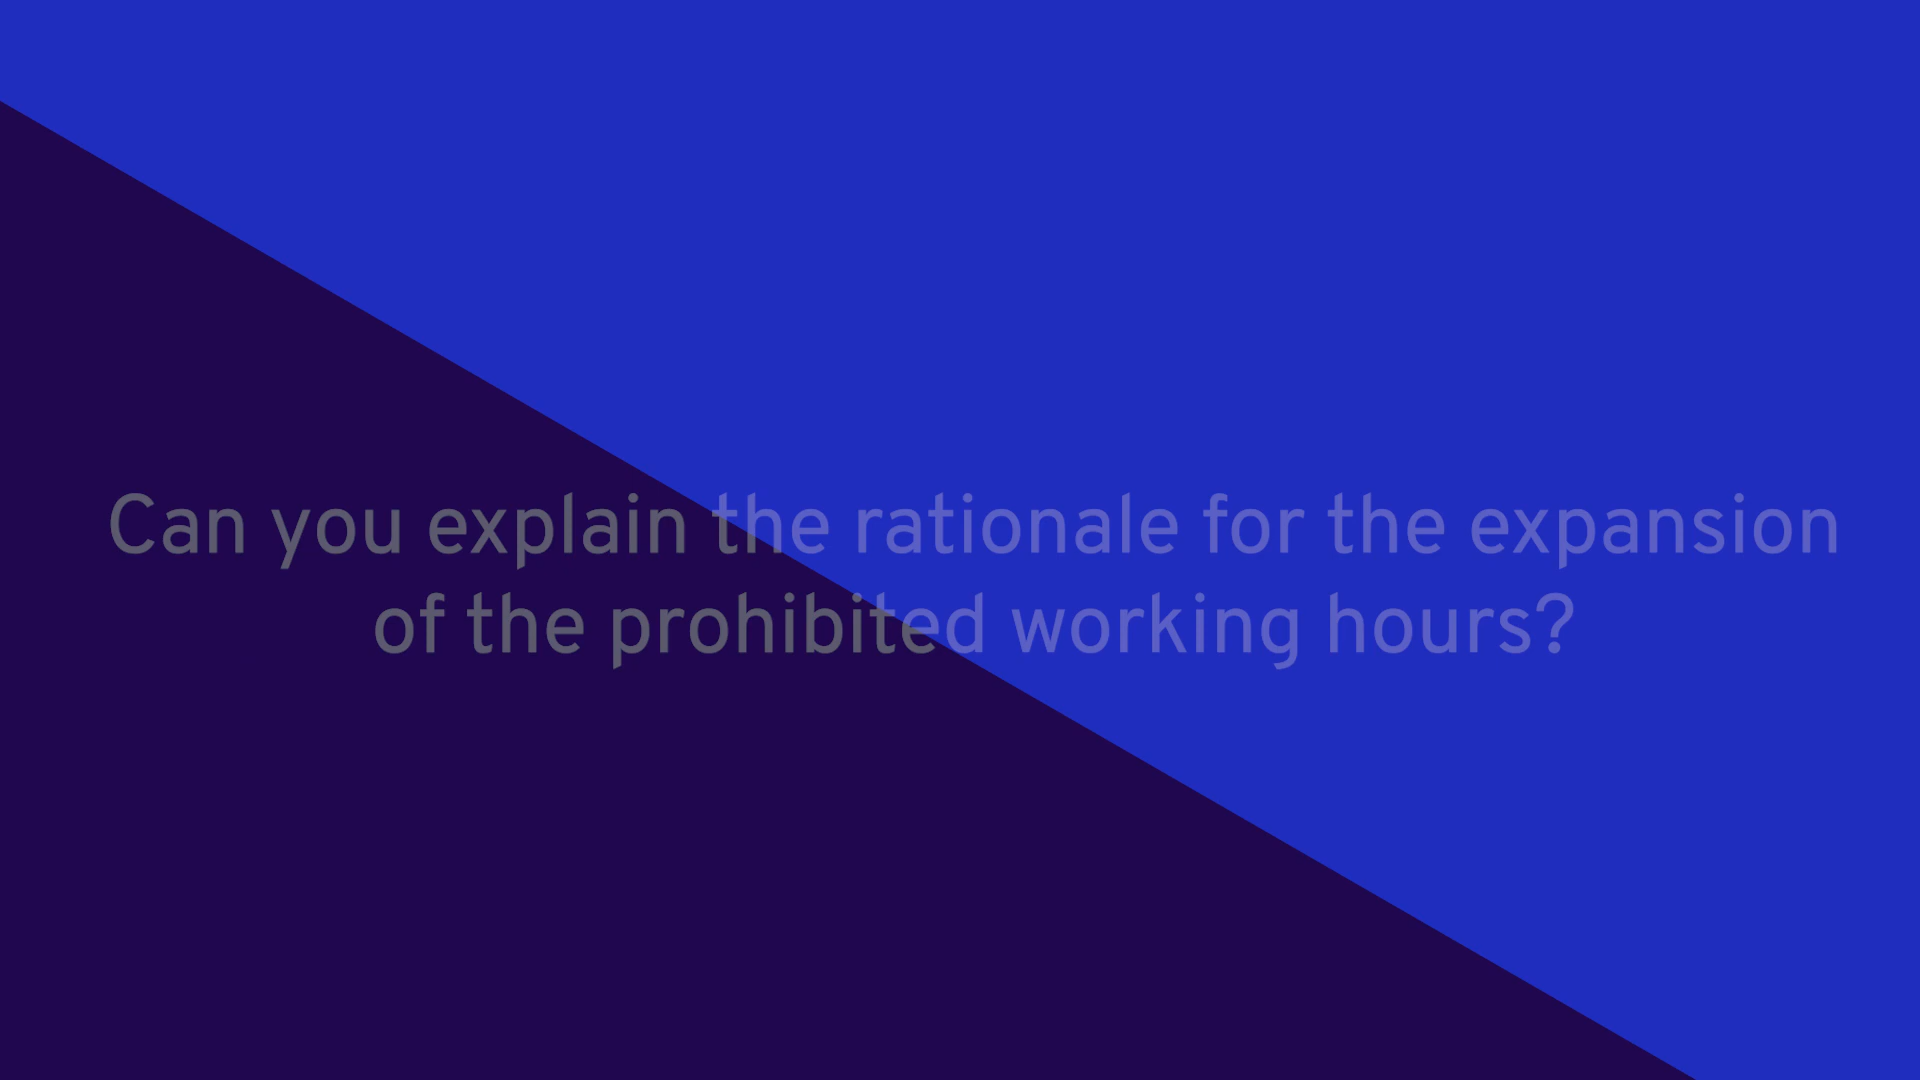 Can you explain the rationale for the expansion
of the prohibited working hours?